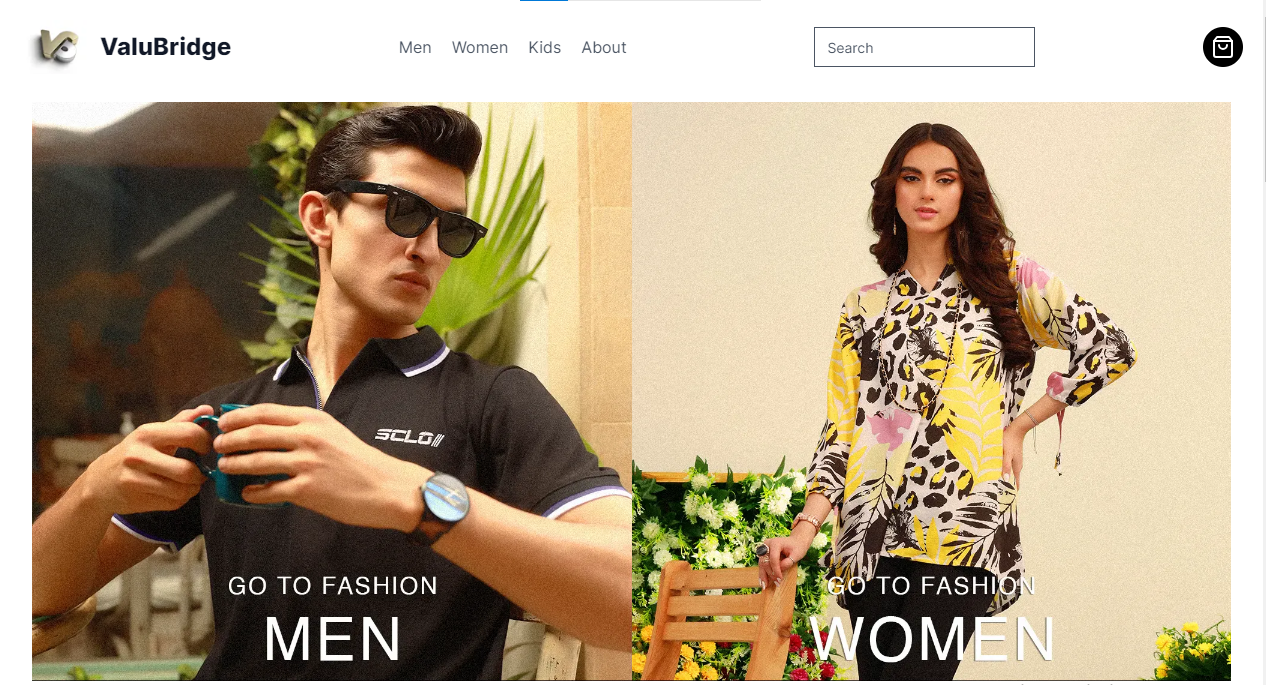 ValuBridge
Men Women Kids About
Search
SCLO
GO TO FASHION
MEN
GO TO FASHION
WOMEN